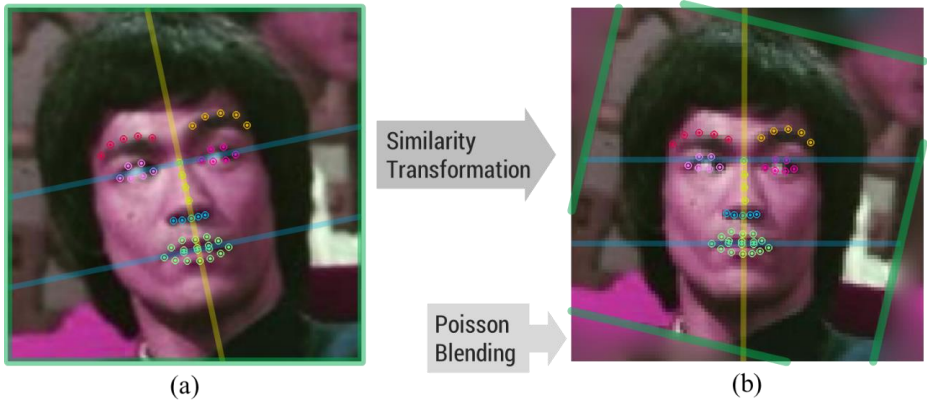 Similarity
Transformation
Poisson
Blending
(a)
(b)